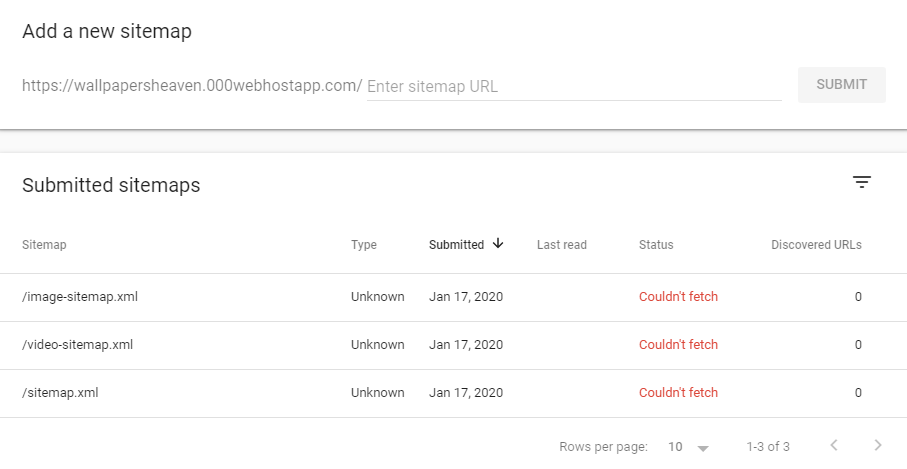 Add a new sitemap
https://wallpapersheaven.000webhostapp.com/ Enter sitemap URL SUBMIT
Submitted sitemaps
Sitemap Type Submitted Last read Status Discovered URLs
/image-sitemap.xml Unknown Jan 17, 2020 Couldn't fetch 0
/video-sitemap.xml Unknown Jan 17, 2020 Couldn't fetch 0
/sitemap.xml Unknown Jan 17, 2020 Couldn't fetch 0
Rows per page: 10 1-3 of 3